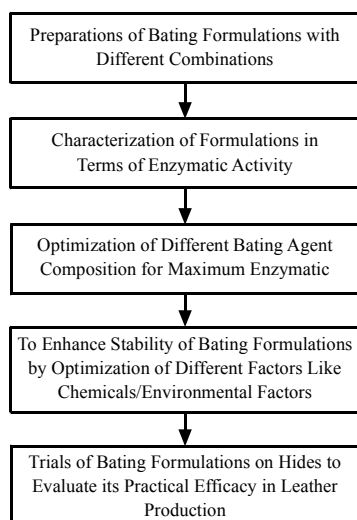 Preparations of Bating Formulations with
Different Combinations
Characterization of Formulations in
Terms of Enzymatic Activity
Optimization of Different Bating Agent
Composition for Maximum Enzymatic
To Enhance Stability of Bating Formulations
by Optimization of Different Factors Like
Chemicals/Environmental Factors
Trials of Bating Formulations on Hides to
Evaluate its Practical Efficacy in Leather
Production